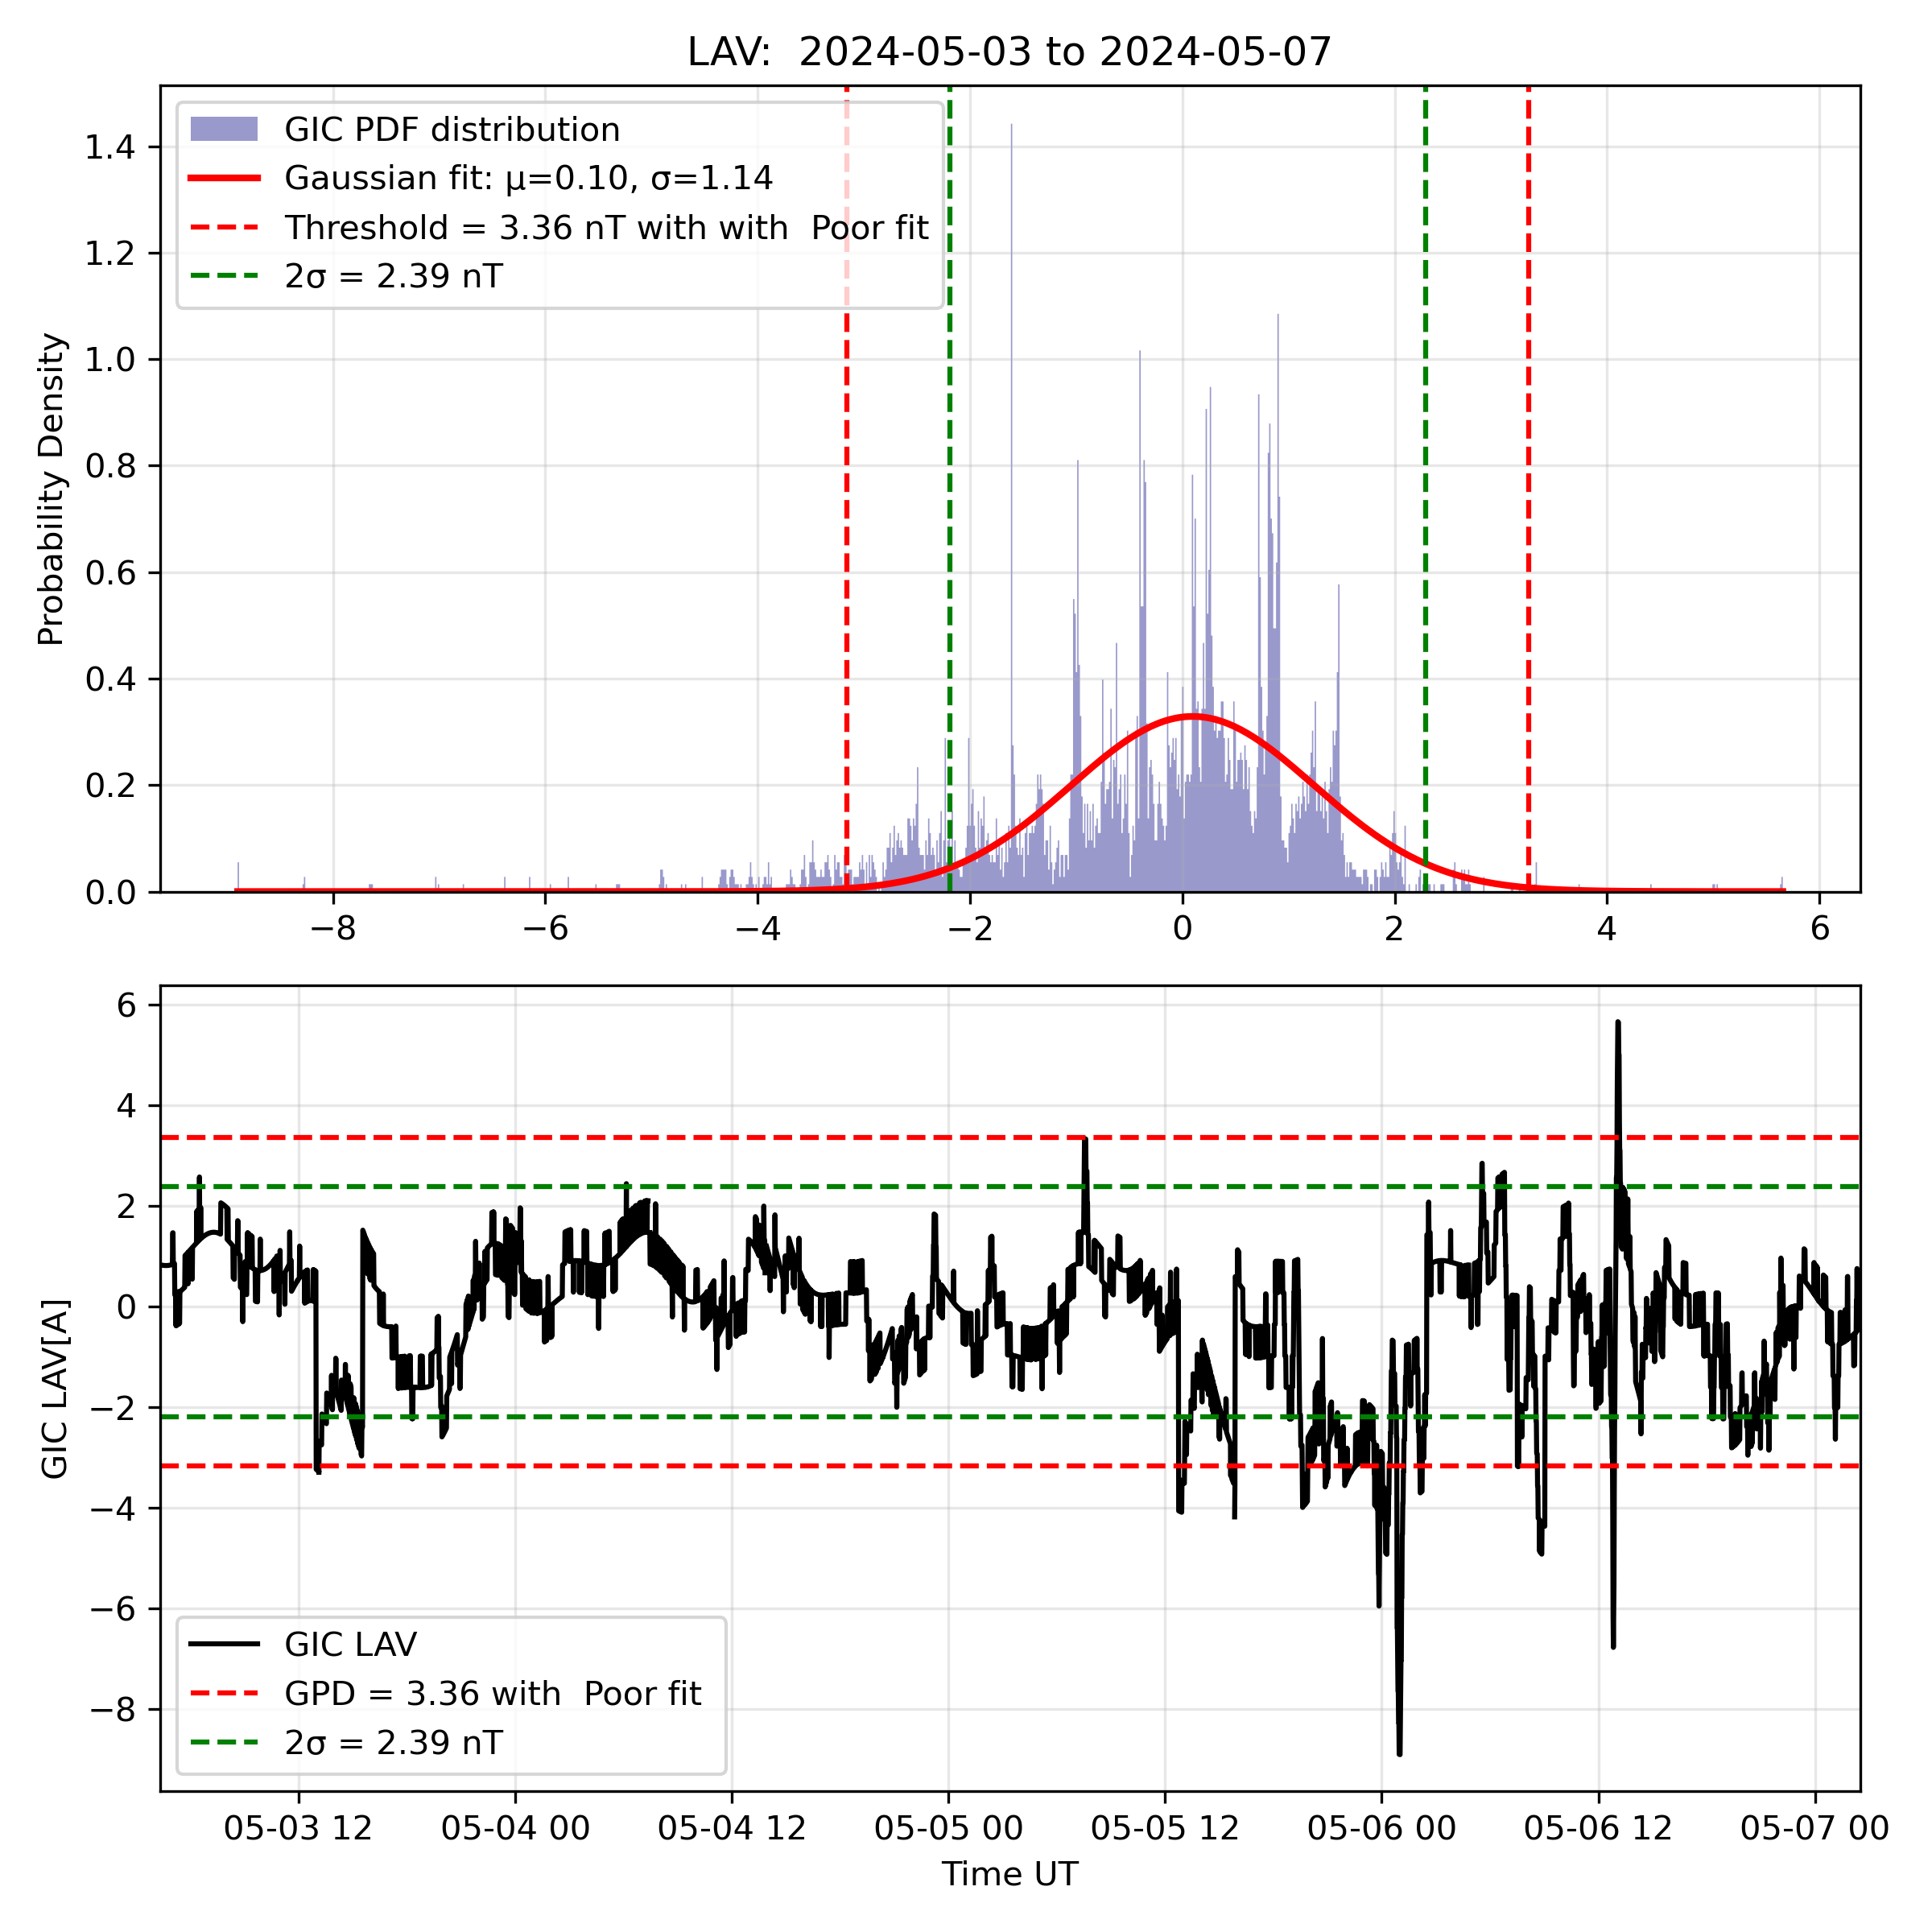 LAV:  2024-05-03 to 2024-05-07
GIC PDF distribution
Gaussian fit: μ=0.10, σ=1.14
Threshold = 3.36 nT with with  Poor fit
2σ = 2.39 nT
Probability Density
1.4
1.2
1.0
0.8
0.6
0.4
0.2
0.0
−8 −6 −4 −2 0 2 4 6
GIC LAV[A]
6
4
2
0
−2
−4
−6
−8
GIC LAV
GPD = 3.36 with  Poor fit
2σ = 2.39 nT
05-03 12 05-04 00 05-04 12 05-05 00 05-05 12 05-06 00 05-06 12 05-07 00
Time UT